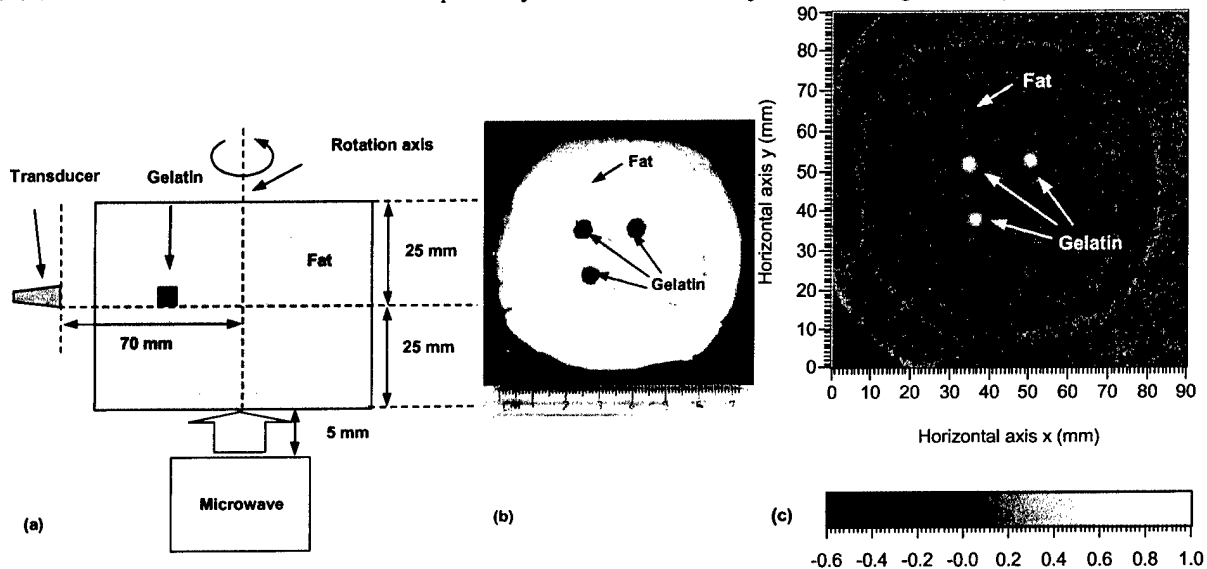 Transducer
Gelatin
Rotation axis
Fat
25 mm
70 mm
25 mm
5 mm
Microwave
(a)
Fat
Gelatin
(b)
90
80
70
60
50
40
30
20
10
0
Horizontal axis y (mm)
Fat
Gelatin
0 10 20 30 40 50 60 70 80 90
Horizontal axis x (mm)
(c)
-0.6 -0.4 -0.2 -0.0 0.2 0.4 0.6 0.8 1.0